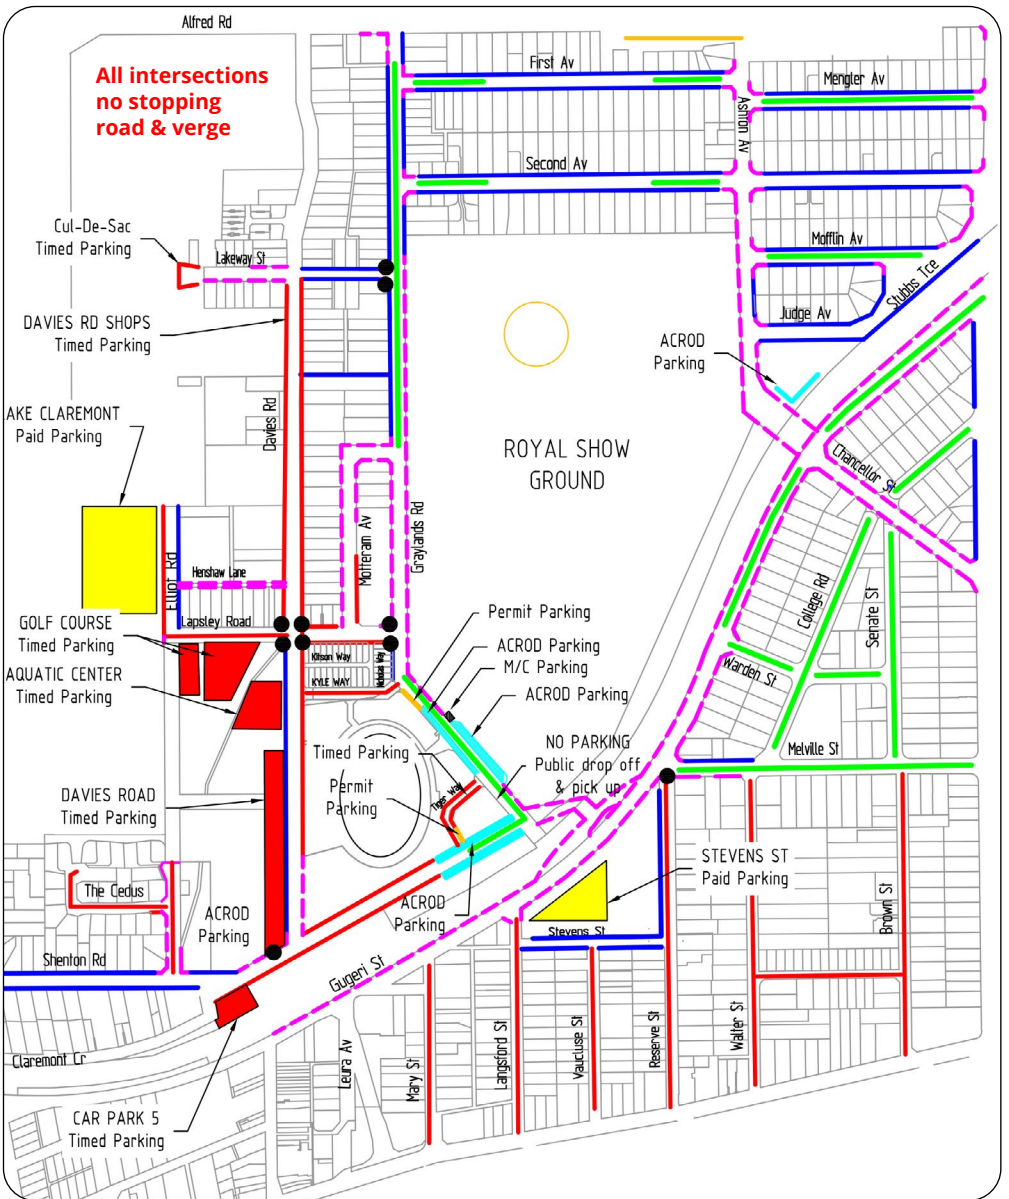 Alfred Rd
All intersections
no stopping
road & verge
First Av
Mengler Av
Ashton Av
Second Av
Cul-De-Sac
Timed Parking
Lakeway St
Mofflin Av
Stubbs Tce
Judge Av
DAVIES RD SHOPS
Timed Parking
ACROD
Parking
AKE CLAREMONT
Paid Parking
Davies Rd
ROYAL SHOW
GROUND
Chancellor St
Graylands Rd
Motteram Av
Elliot Rd
Henshaw Lane
College Rd
Senate St
GOLF COURSE
Timed Parking
Lapsley Road
Permit Parking
Kitson Way
Nicholas Way
ACROD Parking
M/C Parking
Warden St
AQUATIC CENTER
Timed Parking
KYLE WAY
ACROD Parking
Timed Parking
NO PARKING
Public drop off
& pick up
Melville St
DAVIES ROAD
Timed Parking
Permit
Parking
Tiger Way
STEVENS ST
Paid Parking
The Cedus
ACROD
Parking
ACROD
Parking
Brown St
Stevens St
Shenton Rd
Gugeri St
Claremont Cr
Leura Av
Mary St
Langsford St
Vaucluse St
Reserve St
Walter St
CAR PARK 5
Timed Parking